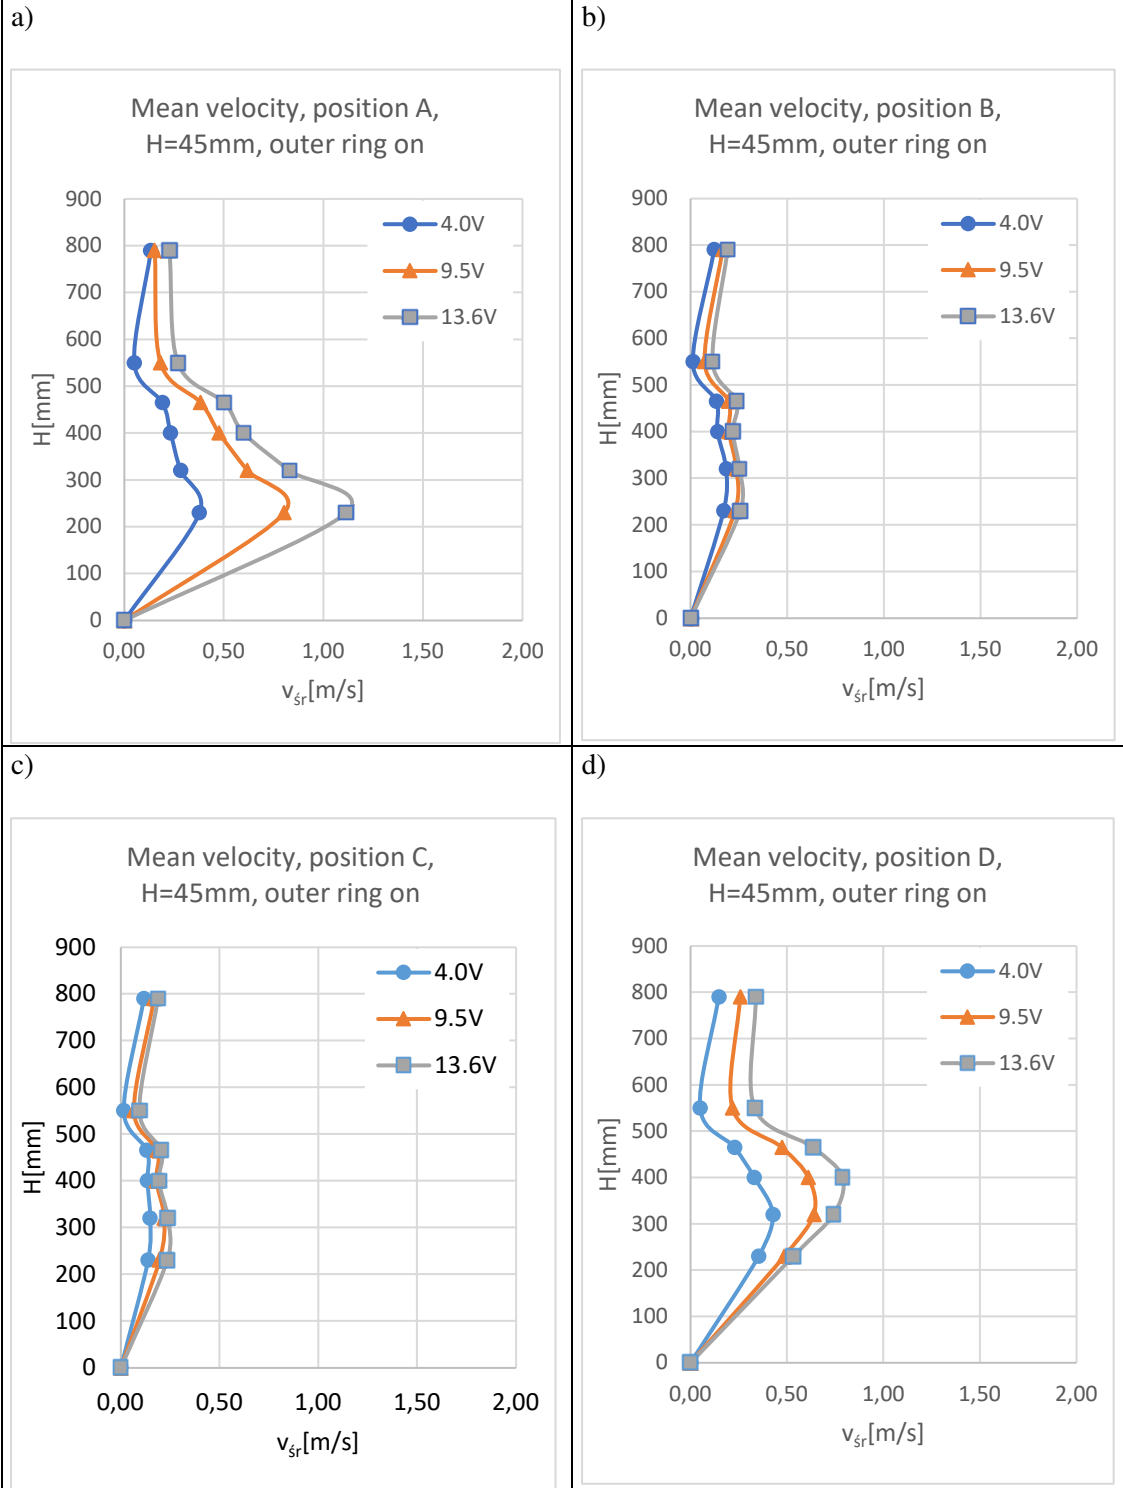 a)
Mean velocity, position A,
H=45mm, outer ring on
900
800
700
600
500
400
300
200
100
0
H[mm]
4.0V
9.5V
13.6V
0,00 0,50 1,00 1,50 2,00
vśr[m/s]
b)
Mean velocity, position B,
H=45mm, outer ring on
900
800
700
600
500
400
300
200
100
0
H[mm]
4.0V
9.5V
13.6V
0,00 0,50 1,00 1,50 2,00
vśr[m/s]
c)
Mean velocity, position C,
H=45mm, outer ring on
900
800
700
600
500
400
300
200
100
0
H[mm]
4.0V
9.5V
13.6V
0,00 0,50 1,00 1,50 2,00
vśr[m/s]
d)
Mean velocity, position D,
H=45mm, outer ring on
900
800
700
600
500
400
300
200
100
0
H[mm]
4.0V
9.5V
13.6V
0,00 0,50 1,00 1,50 2,00
vśr[m/s]